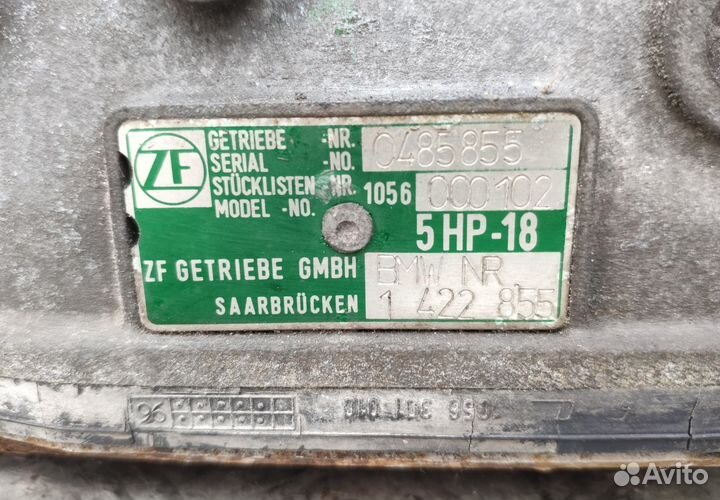 ZF
GETRIEBE -NR. 0485855
SERIAL -NO.
STÜCKLISTEN NR. 1056 000102
MODEL -NO.
5 HP-18
ZF GETRIEBE GMBH BMW NR
SAARBRÜCKEN 1 422 855
96
Avito